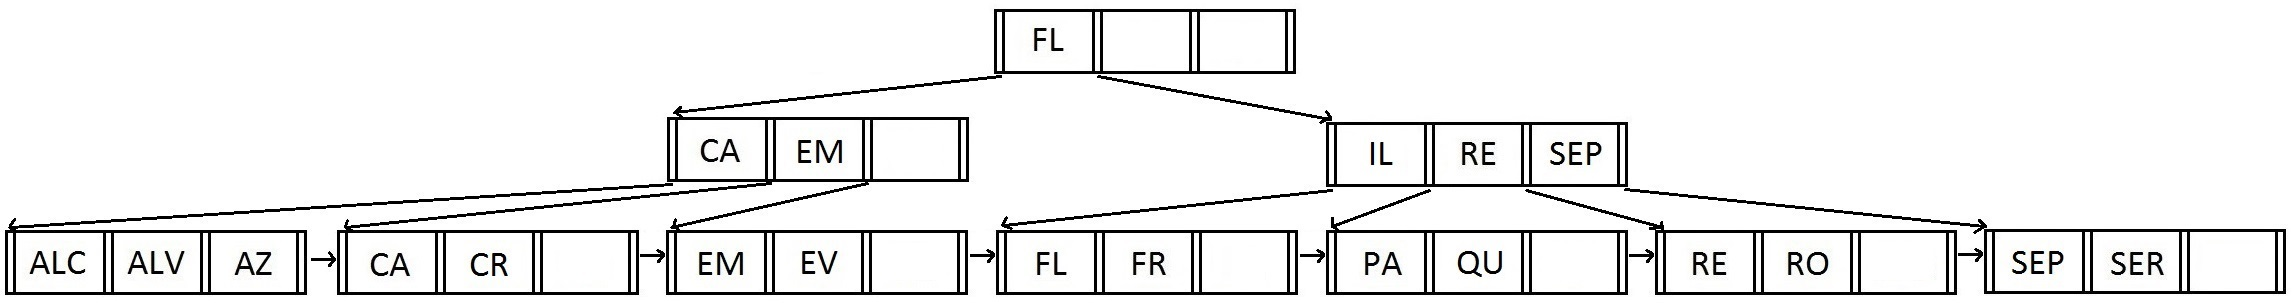 FL
CA EM
IL RE SEP
ALC ALV AZ
CA CR
EM EV
FL FR
PA QU
RE RO
SEP SER